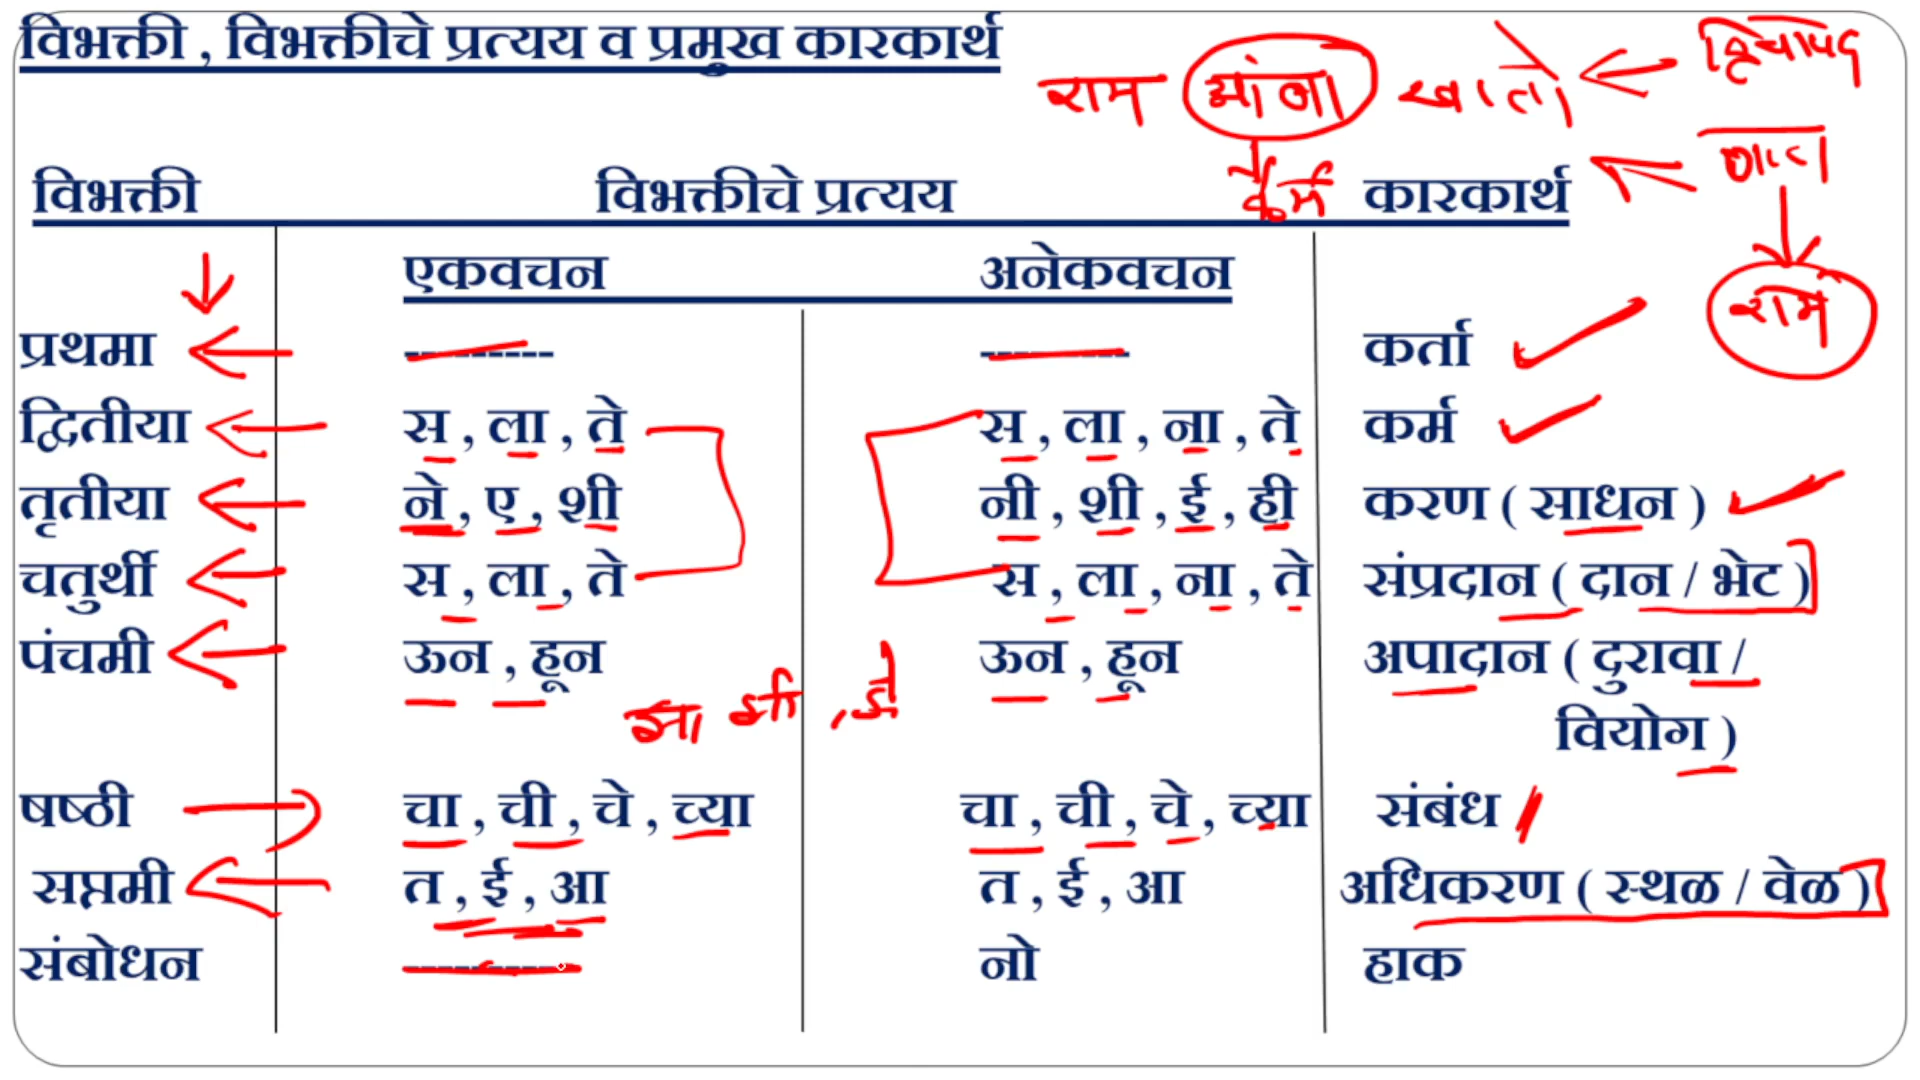 विभक्ती , विभक्तीचे प्रत्यय व प्रमुख कारकार्थ
राम आंबा खातो
कर्म
राम
विभक्ती विभक्तीचे प्रत्यय कारकार्थ
एकवचन अनेकवचन
प्रथमा ---------- ---------- कर्ता
द्वितीया स , ला , ते स , ला , ना , ते कर्म
तृतीया ने , ए , शी नी , शी , ई , ही करण ( साधन )
चतुर्थी स , ला , ते स , ला , ना , ते संप्रदान ( दान / भेट )
पंचमी ऊन , हून ऊन , हून अपादान ( दुरावा /
वियोग )
षष्ठी चा , ची , चे , च्या चा , ची , चे , च्या संबंध
सप्तमी त , ई , आ त , ई , आ अधिकरण ( स्थळ / वेळ )
संबोधन ------------ नो हाक